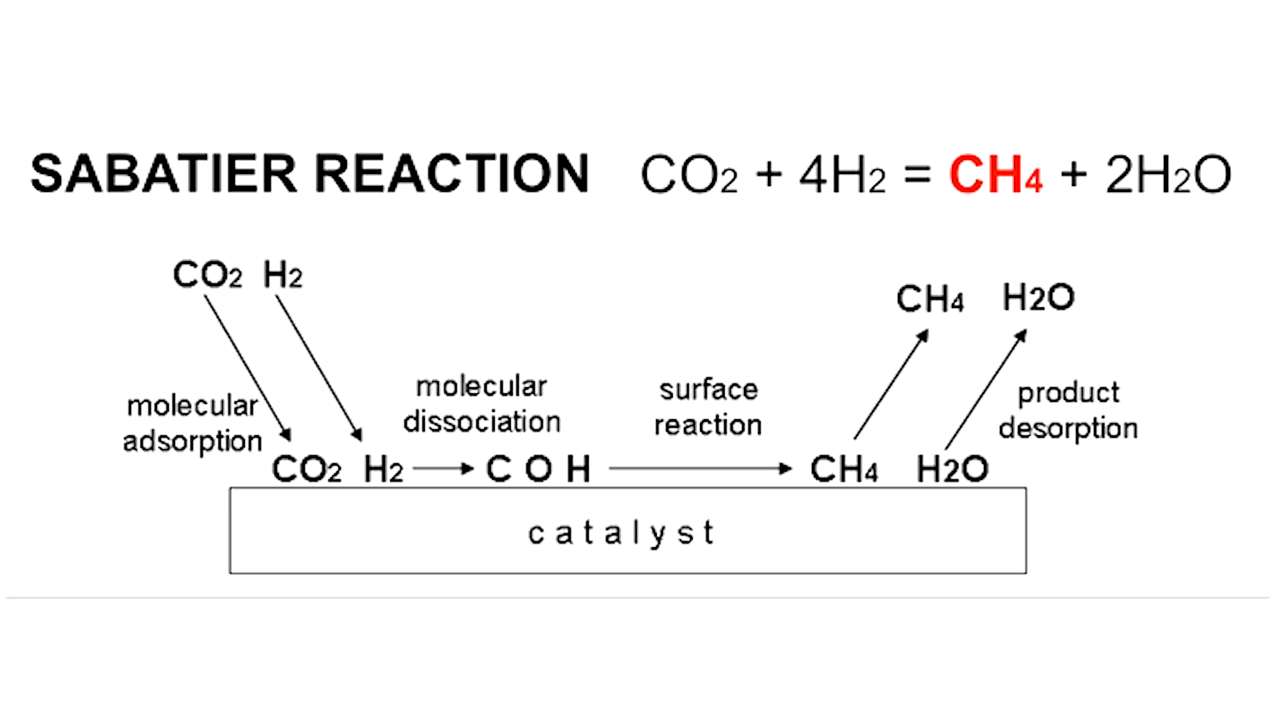 SABATIER REACTION CO2 + 4H2 = CH4 + 2H2O
CO2 H2
CH4 H2O
molecular
adsorption
molecular
dissociation
surface
reaction
product
desorption
CO2 H2 C O H CH4 H2O
catalyst